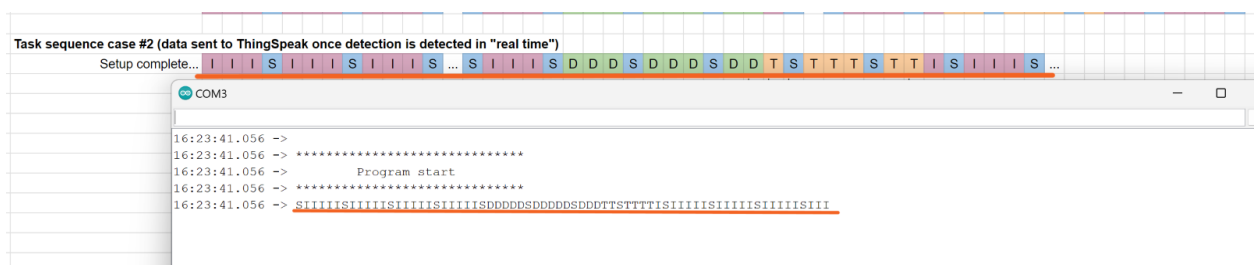 Task sequence case #2 (data sent to ThingSpeak once detection is detected in "real time")
Setup complete... I I I S I I I S I I I S ... S I I I S D D D S D D D S D D T S T T T S T T I S I I I S ...
COM3
16:23:41.056 ->
16:23:41.056 -> ******************************
16:23:41.056 -> Program start
16:23:41.056 -> ******************************
16:23:41.056 -> SIIIIISIIIIISIIIIISIIIIISDDDDDSDDDDDSDDDTTSTTTTISIIIIISIIIIISIIIIISIII